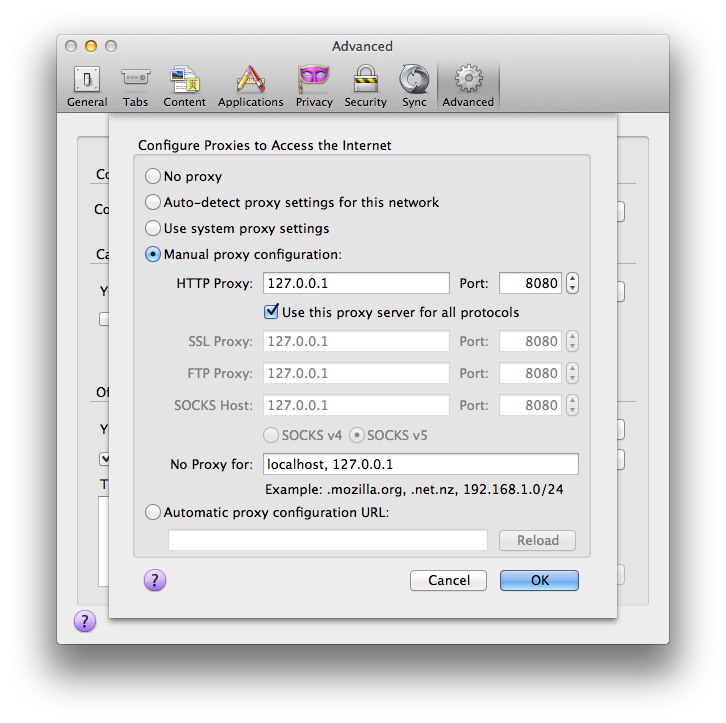 Advanced
General Tabs Content Applications Privacy Security Sync Advanced
Configure Proxies to Access the Internet
No proxy
Auto-detect proxy settings for this network
Use system proxy settings
Manual proxy configuration:
HTTP Proxy: 127.0.0.1 Port: 8080
Use this proxy server for all protocols
SSL Proxy: 127.0.0.1 Port: 8080
FTP Proxy: 127.0.0.1 Port: 8080
SOCKS Host: 127.0.0.1 Port: 8080
SOCKS v4 SOCKS v5
No Proxy for: localhost, 127.0.0.1
Example: .mozilla.org, .net.nz, 192.168.1.0/24
Automatic proxy configuration URL:
Reload
? Cancel OK
?